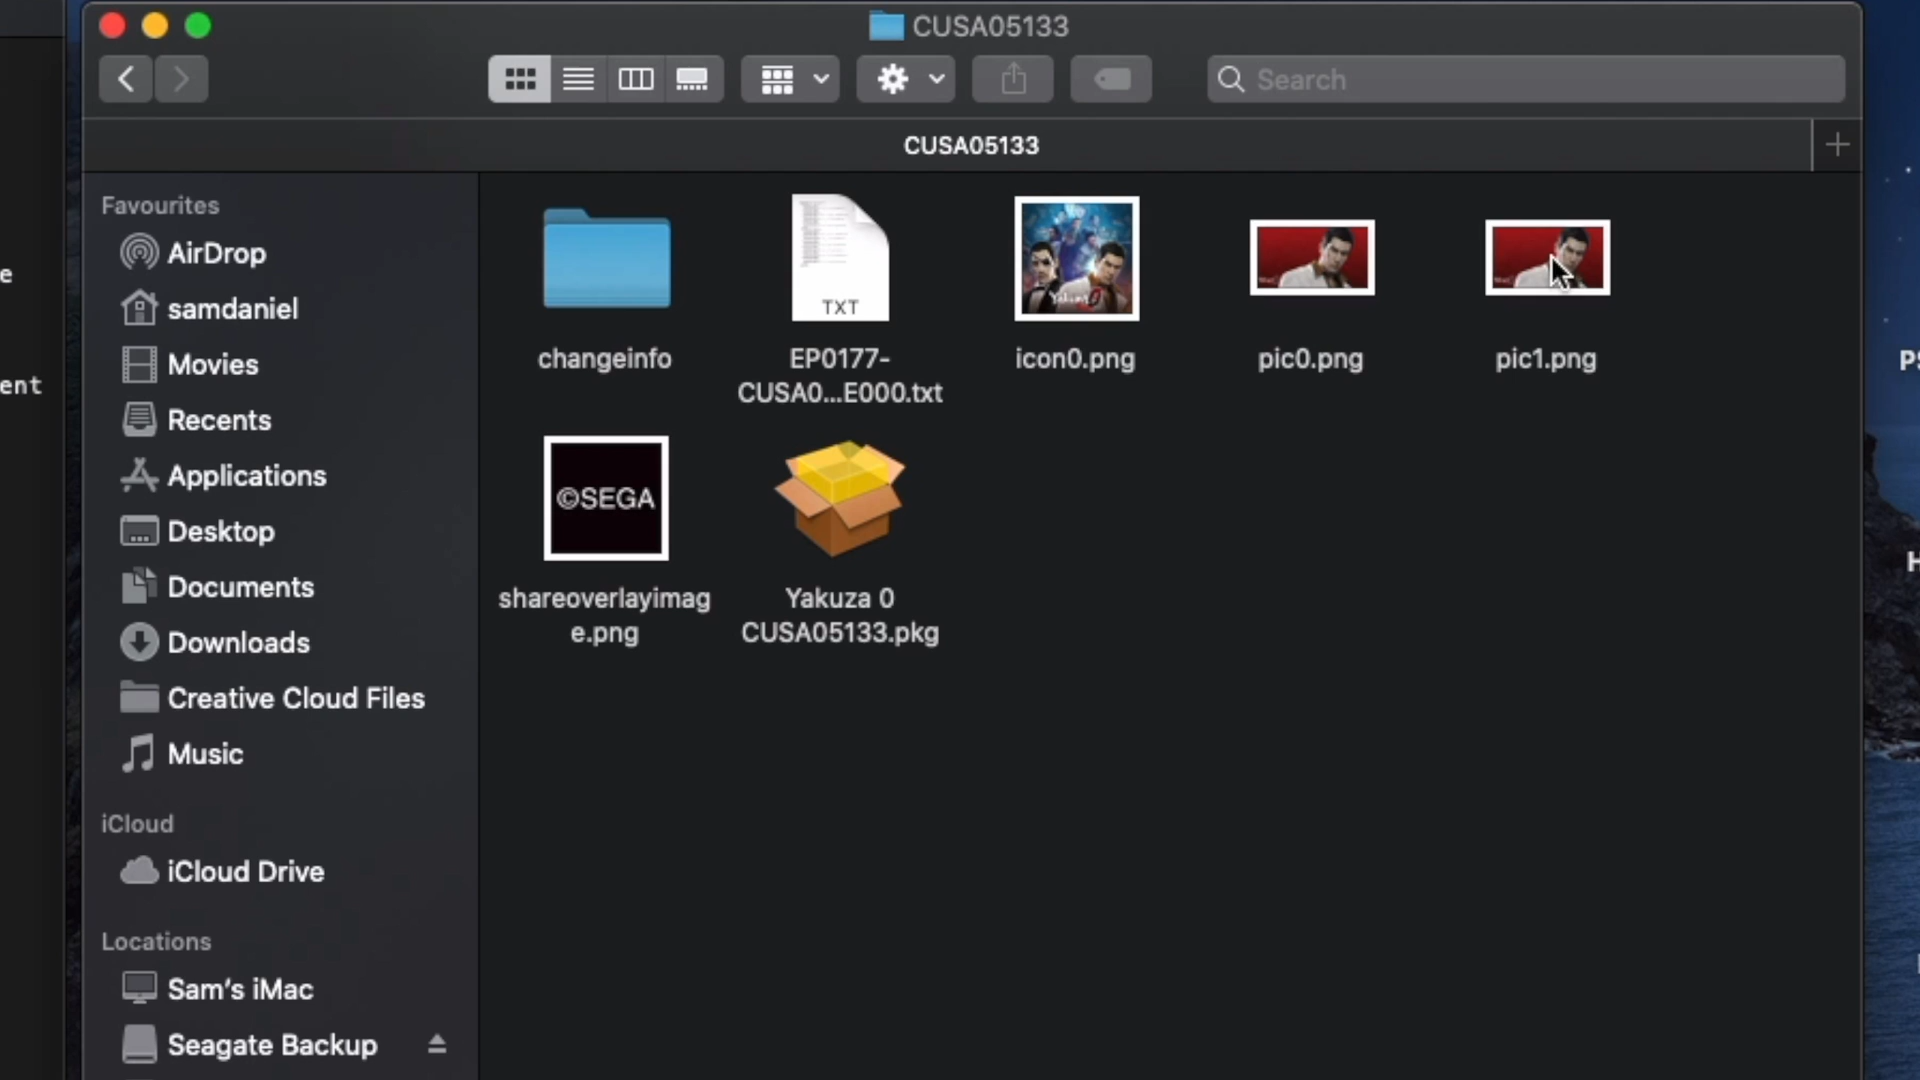 CUSA05133
Search
CUSA05133
Favourites
AirDrop
samdaniel
Movies
Recents
Applications
Desktop
Documents
Downloads
Creative Cloud Files
Music
iCloud
iCloud Drive
Locations
Sam's iMac
Seagate Backup
e
ent
TXT
changeinfo
EP0177-
CUSA0...E000.txt
icon0.png
pic0.png
pic1.png
©SEGA
shareoverlayimag
e.png
Yakuza 0
CUSA05133.pkg
PS
H